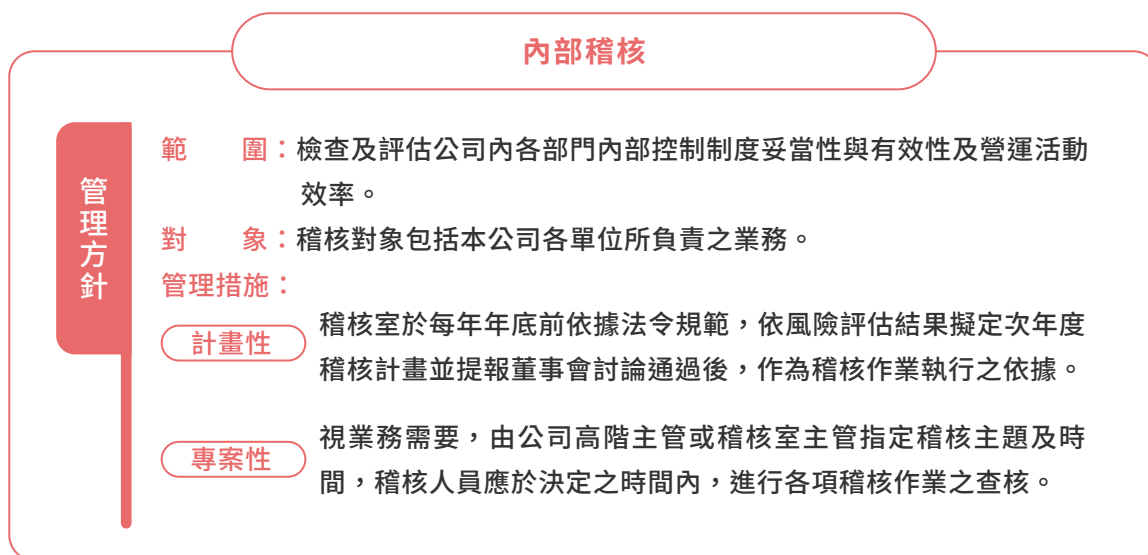 內部稽核
管理方針
範　　圍：檢查及評估公司內各部門內部控制制度妥當性與有效性及營運活動
效率。
對　　象：稽核對象包括本公司各單位所負責之業務。
管理措施：
計畫性
稽核室於每年年底前依據法令規範，依風險評估結果擬定次年度
稽核計畫並提報董事會討論通過後，作為稽核作業執行之依據。
專案性
視業務需要，由公司高階主管或稽核室主管指定稽核主題及時
間，稽核人員應於決定之時間內，進行各項稽核作業之查核。